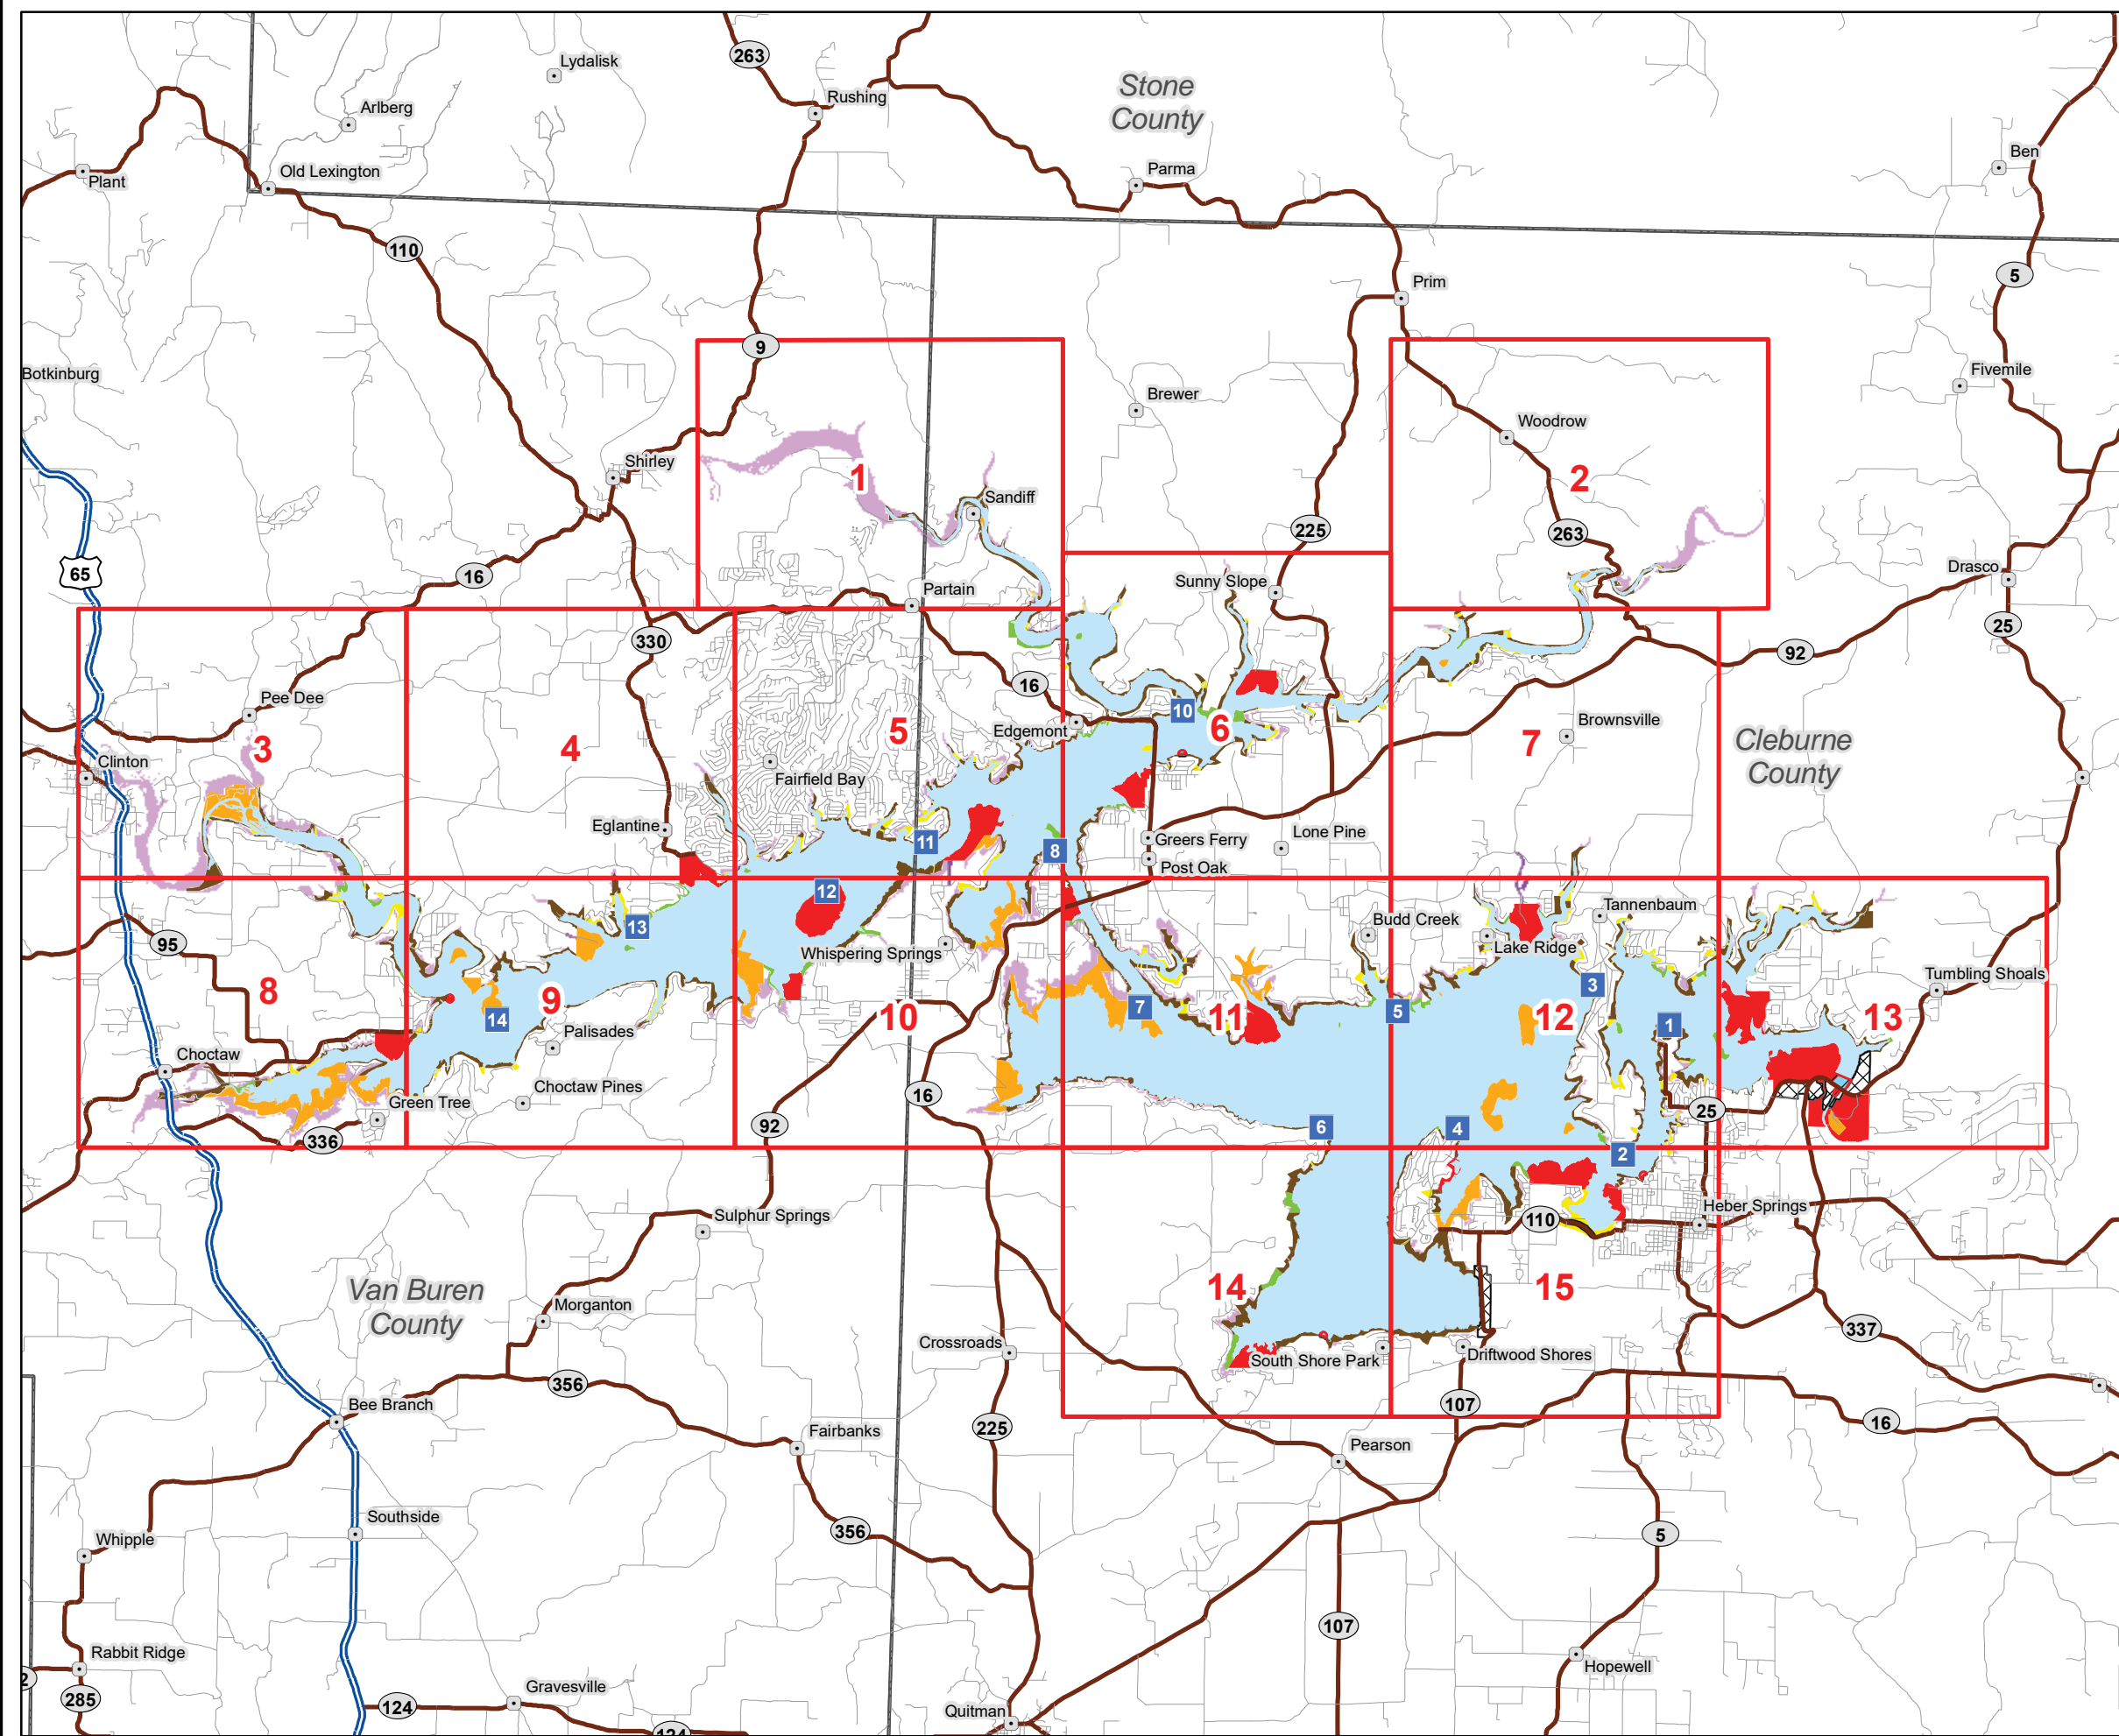 263
Lydalisk
Rushing
Stone
County
Arlberg
Ben
Plant
Old Lexington
Parma
110
5
Prim
9
Botkinburg
Fivemile
Brewer
Woodrow
Shirley
1
2
Sandiff
225
263
65
16
Sunny Slope
Drasco
Partain
25
330
92
16
Pee Dee
10
Edgemont
6
Brownsville
3
4
5
7
Cleburne
County
Clinton
Fairfield Bay
Eglantine
11
8
Greers Ferry
Lone Pine
Post Oak
12
Tannenbaum
13
Budd Creek
95
Lake Ridge
Whispering Springs
Tumbling Shoals
3
8
9
7
5
14
10
11
12
1
13
Palisades
Choctaw
Choctaw Pines
16
Green Tree
25
92
336
6
4
2
Sulphur Springs
Heber Springs
110
Van Buren
County
14
15
Morganton
337
Crossroads
South Shore Park
Driftwood Shores
356
107
Bee Branch
16
225
Fairbanks
Pearson
Southside
356
5
Whipple
107
Rabbit Ridge
Hopewell
2
285
Gravesville
124
Quitman
124